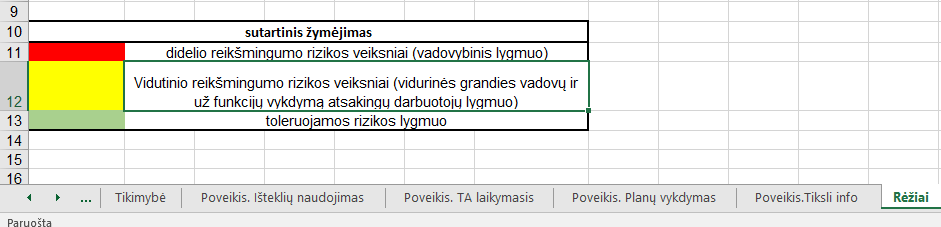 9
10 sutartinis žymėjimas
11 didelio reikšmingumo rizikos veiksniai (vadovybinis lygmuo)
Vidutinio reikšmingumo rizikos veiksniai (vidurinės grandies vadovų ir
12 už funkcijų vykdymą atsakingų darbuotojų lygmuo)
13 toleruojamos rizikos lygmuo
14
15
16
... Tikimybė Poveikis. Išteklių naudojimas Poveikis. TA laikymasis Poveikis. Planų vykdymas Poveikis.Tiksli info Rėžiai
Paruošta